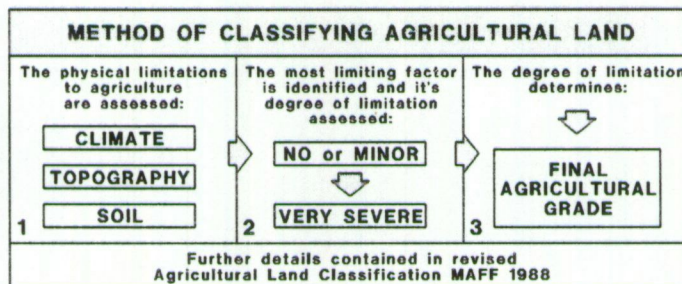 METHOD OF CLASSIFYING AGRICULTURAL LAND
The physical limitations
to agriculture
are assessed:
CLIMATE
TOPOGRAPHY
SOIL
1
The most limiting factor
is identified and it's
degree of limitation
assessed:
NO or MINOR
VERY SEVERE
2
The degree of limitation
determines:
FINAL
AGRICULTURAL
GRADE
3
Further details contained in revised
Agricultural Land Classification MAFF 1988